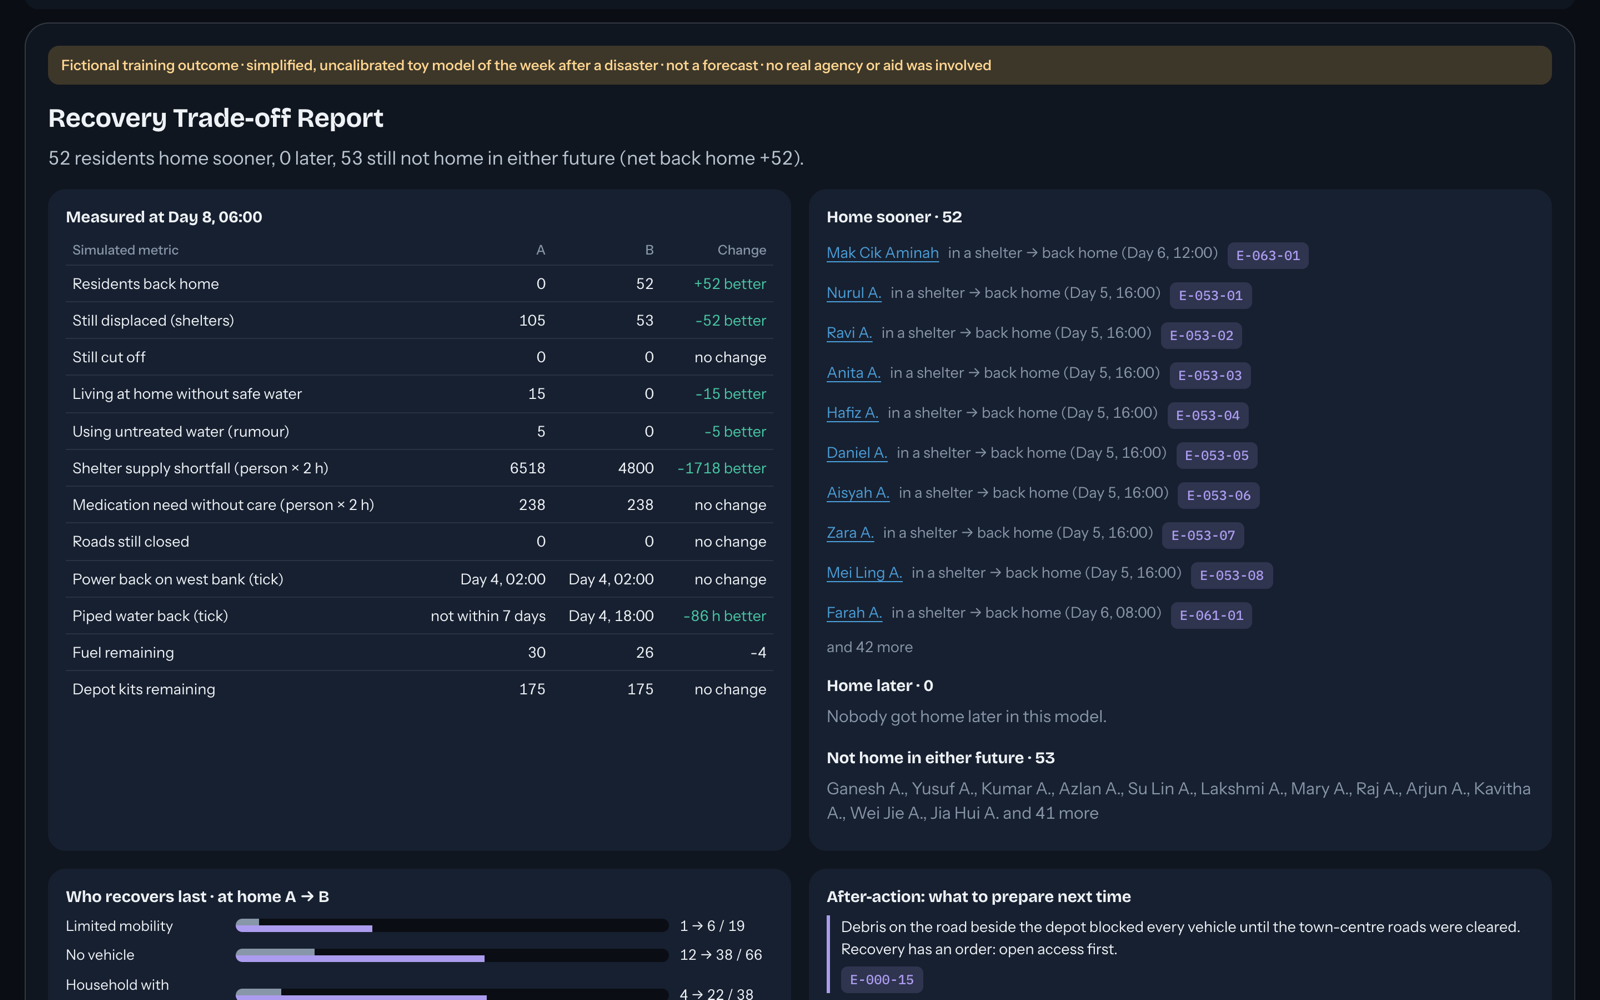 Fictional training outcome · simplified, uncalibrated toy model of the week after a disaster · not a forecast · no real agency or aid was involved
Recovery Trade-off Report
52 residents home sooner, 0 later, 53 still not home in either future (net back home +52).
Measured at Day 8, 06:00
Simulated metric A B Change
Residents back home 0 52 +52 better
Still displaced (shelters) 105 53 -52 better
Still cut off 0 0 no change
Living at home without safe water 15 0 -15 better
Using untreated water (rumour) 5 0 -5 better
Shelter supply shortfall (person × 2 h) 6518 4800 -1718 better
Medication need without care (person × 2 h) 238 238 no change
Roads still closed 0 0 no change
Power back on west bank (tick) Day 4, 02:00 Day 4, 02:00 no change
Piped water back (tick) not within 7 days Day 4, 18:00 -86 h better
Fuel remaining 30 26 -4
Depot kits remaining 175 175 no change
Home sooner · 52
Mak Cik Aminah in a shelter → back home (Day 6, 12:00) E-063-01
Nurul A. in a shelter → back home (Day 5, 16:00) E-053-01
Ravi A. in a shelter → back home (Day 5, 16:00) E-053-02
Anita A. in a shelter → back home (Day 5, 16:00) E-053-03
Hafiz A. in a shelter → back home (Day 5, 16:00) E-053-04
Daniel A. in a shelter → back home (Day 5, 16:00) E-053-05
Aisyah A. in a shelter → back home (Day 5, 16:00) E-053-06
Zara A. in a shelter → back home (Day 5, 16:00) E-053-07
Mei Ling A. in a shelter → back home (Day 5, 16:00) E-053-08
Farah A. in a shelter → back home (Day 6, 08:00) E-061-01
and 42 more
Home later · 0
Nobody got home later in this model.
Not home in either future · 53
Ganesh A., Yusuf A., Kumar A., Azlan A., Su Lin A., Lakshmi A., Mary A., Raj A., Arjun A., Kavitha
A., Wei Jie A., Jia Hui A. and 41 more
Who recovers last · at home A → B
Limited mobility 1 → 6 / 19
No vehicle 12 → 38 / 66
Household with
4 → 22 / 38
After-action: what to prepare next time
Debris on the road beside the depot blocked every vehicle until the town-centre roads were cleared.
Recovery has an order: open access first.
E-000-15